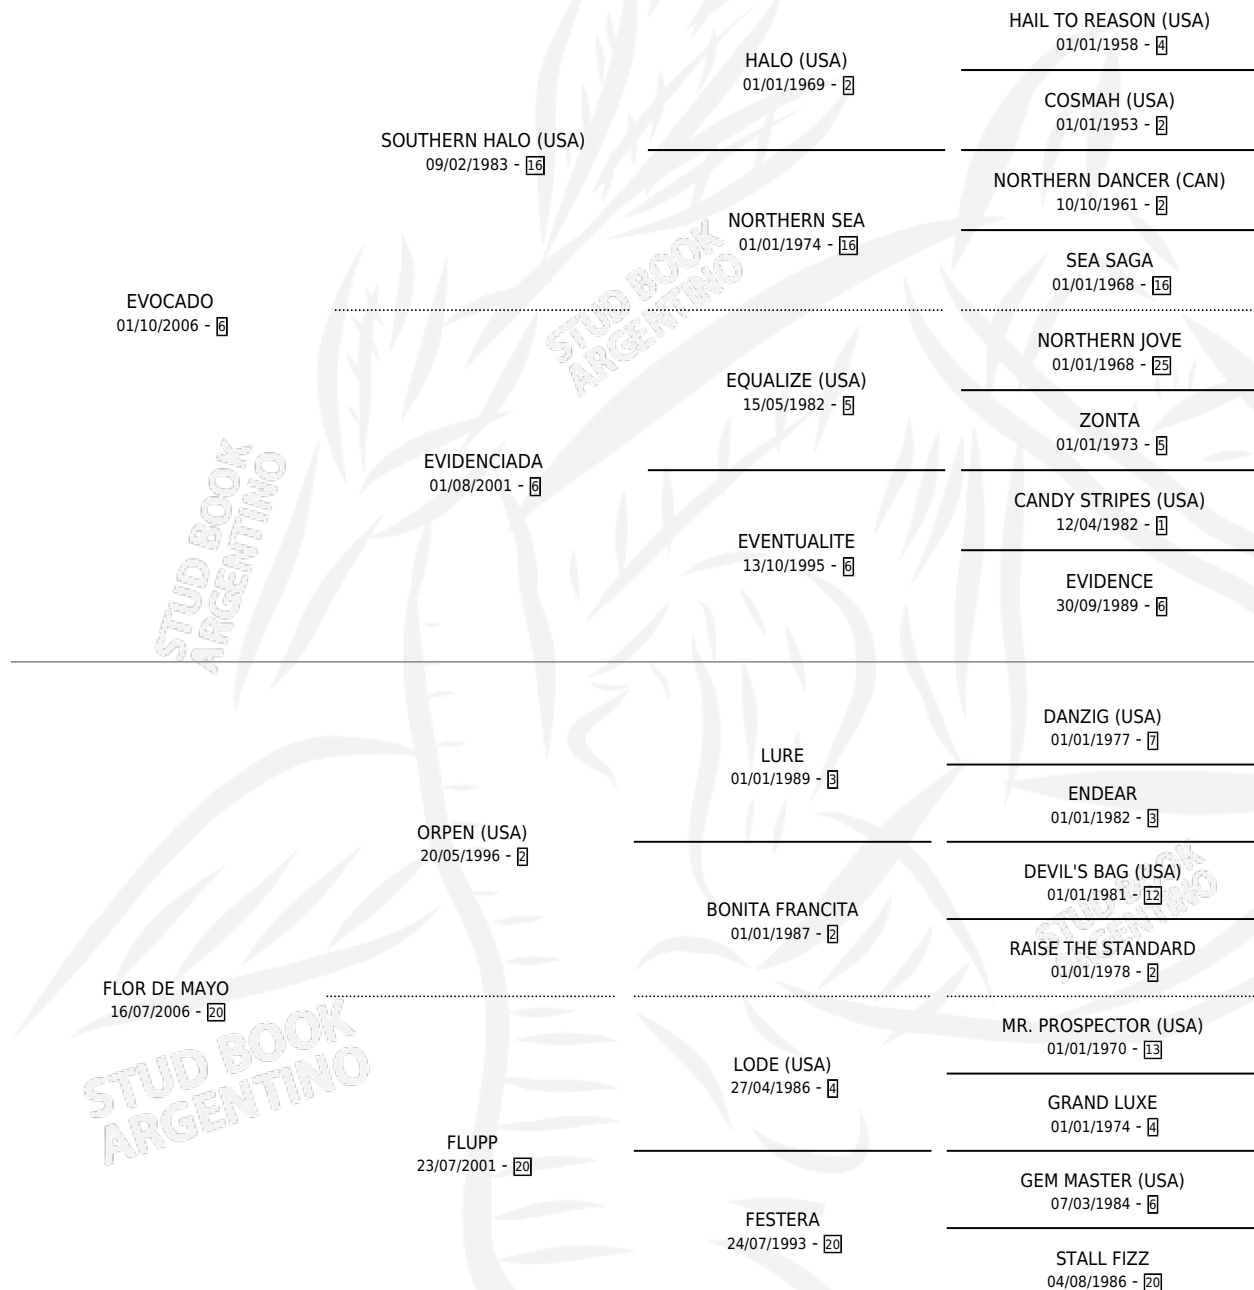 HAIL TO REASON (USA)
01/01/1958 - 4
HALO (USA)
01/01/1969 - 2
COSMAH (USA)
01/01/1953 - 2
SOUTHERN HALO (USA)
09/02/1983 - 16
NORTHERN DANCER (CAN)
10/10/1961 - 2
NORTHERN SEA
01/01/1974 - 16
SEA SAGA
01/01/1968 - 16
EVOCADO
01/10/2006 - 6
STUD BOOK
ARGENTINO
NORTHERN JOVE
01/01/1968 - 25
EQUALIZE (USA)
15/05/1982 - 5
ZONTA
01/01/1973 - 5
EVIDENCIADA
01/08/2001 - 6
CANDY STRIPES (USA)
12/04/1982 - 1
EVENTUALITE
13/10/1995 - 6
EVIDENCE
30/09/1989 - 6
STUD BOOK
ARGENTINO
DANZIG (USA)
01/01/1977 - 7
LURE
01/01/1989 - 3
ENDEAR
01/01/1982 - 3
ORPEN (USA)
20/05/1996 - 2
DEVIL'S BAG (USA)
01/01/1981 - 12
BONITA FRANCITA
01/01/1987 - 2
RAISE THE STANDARD
01/01/1978 - 2
STUD BOOK
ARGENTINO
FLOR DE MAYO
16/07/2006 - 20
MR. PROSPECTOR (USA)
01/01/1970 - 13
LODE (USA)
27/04/1986 - 4
GRAND LUXE
01/01/1974 - 4
STUD BOOK
ARGENTINO
FLUPP
23/07/2001 - 20
GEM MASTER (USA)
07/03/1984 - 6
FESTERA
24/07/1993 - 20
STALL FIZZ
04/08/1986 - 20